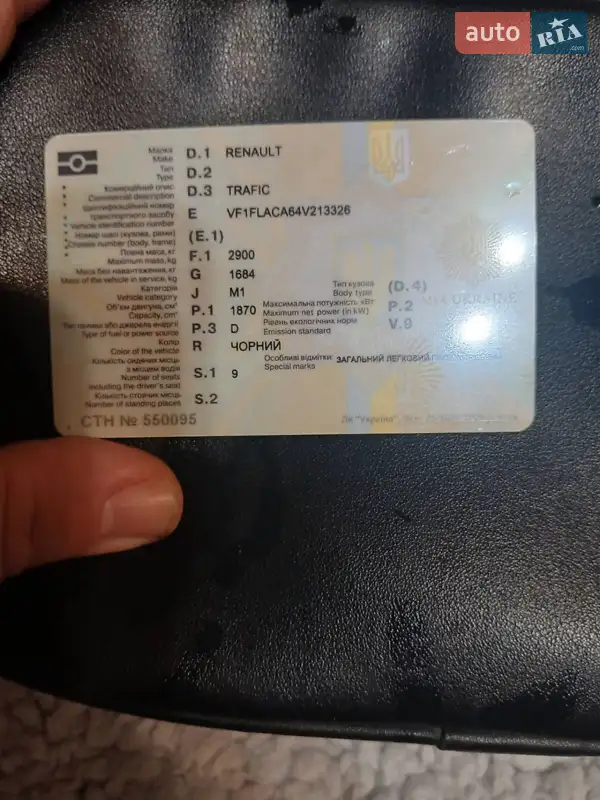 auto RIA .com
Марка D.1 RENAULT
Make
Тип D.2
Type
Комерційний опис D.3 TRAFIC
Commercial description
Ідентифікаційний номер
транспортного засобу E VF1FLACA64V213326
Vehicle identification number
Номер шасі (кузова, рами) (E.1)
Chassis number (body, frame)
Повна маса, кг F.1 2900
Maximum mass, kg
Маса без навантаження, кг G 1684
Mass of the vehicle in service, kg
Категорія J M1 Тип кузова (D.4)
Vehicle category Body type
Об'єм двигуна, см³ P.1 1870 Максимальна потужність кВт P.2
Capacity, cm³ Maximum net power (in kW)
Тип палива або джерела енергії P.3 D Рівень екологічних норм V.9
Type of fuel or power source Emission standard
Колір R ЧОРНИЙ
Color of the vehicle
Кількість сидячих місць S.1 9 Особливі відмітки ЗАГАЛЬНИЙ ЛЕГКОВИЙ
з місцем водія Special marks
Number of seats
including the driver's seat
Кількість стоячих місць S.2
Number of standing places
СТН № 550095
UKRAINE